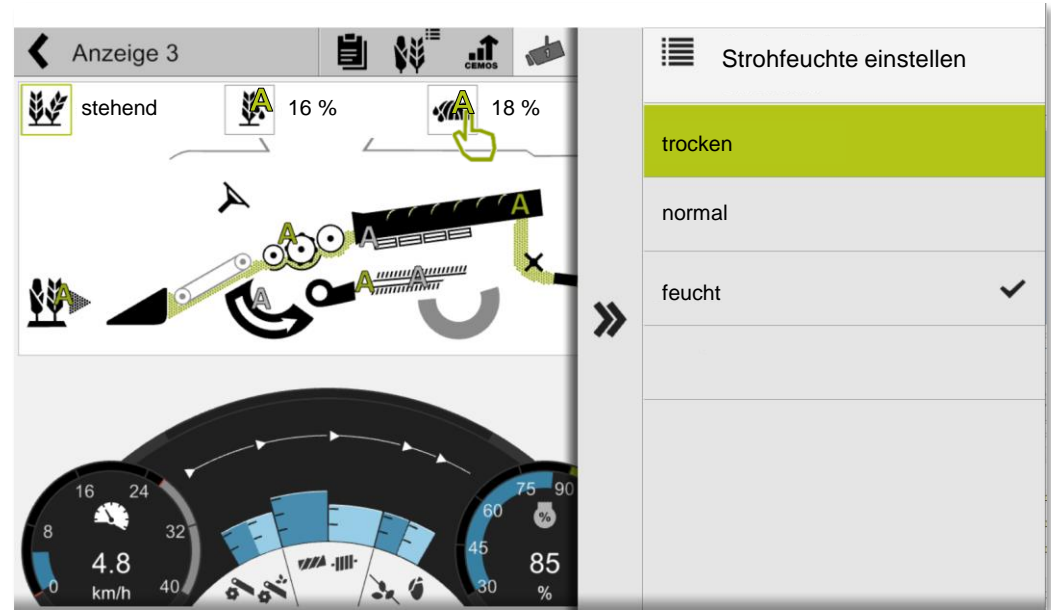 Anzeige 3
CEMOS
stehend
A
16 %
A
18 %
A
A
A
A
A
A
A
8
16
24
32
0
40
4.8
km/h
30
45
60
75
90
%
85
%
Strohfeuchte einstellen
trocken
normal
feucht